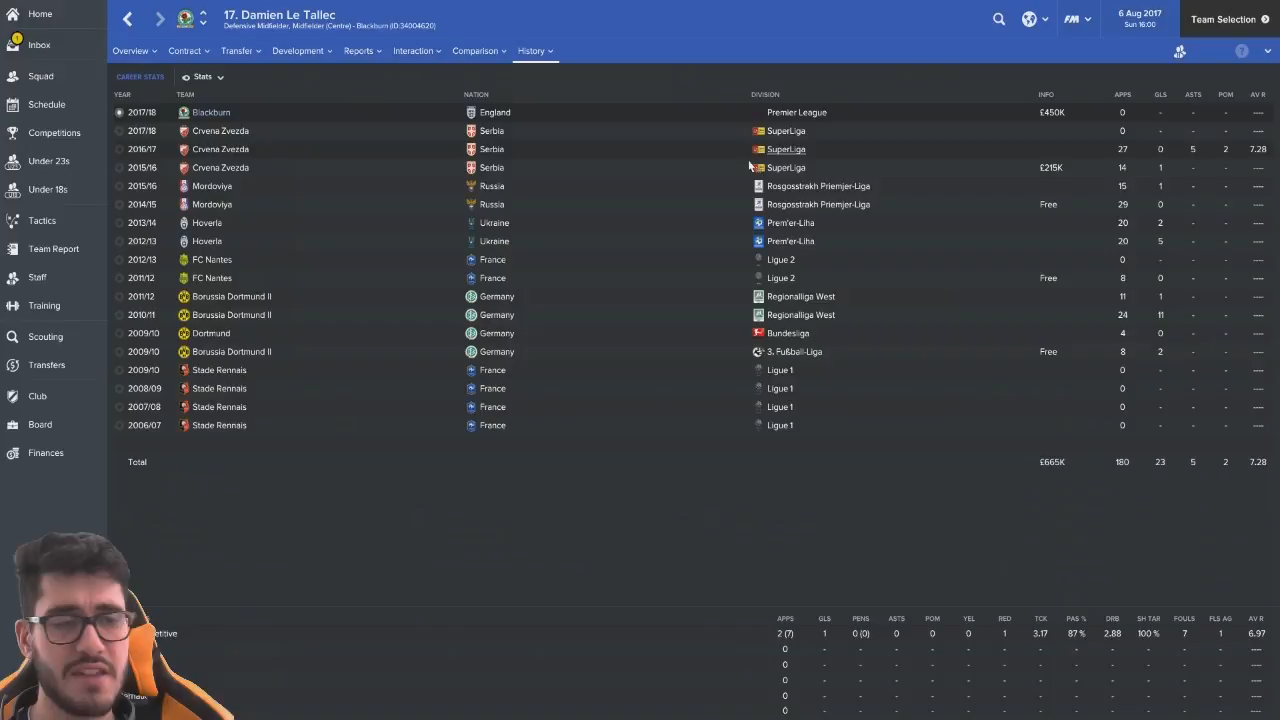 Home
17. Damien Le Tallec
Defensive Midfielder, Midfielder (Centre) - Blackburn (ID:34004620)
FM
6 Aug 2017
Sun 16:00
Team Selection
1
Inbox
Overview Contract Transfer Development Reports Interaction Comparison History ?
Squad
CAREER STATS Stats
YEAR TEAM NATION DIVISION INFO APPS GLS ASTS POM AV R
Schedule
2017/18 Blackburn England Premier League £450K 0 - - - ----
Competitions
2017/18 Crvena Zvezda Serbia SuperLiga 0 - - - ----
2016/17 Crvena Zvezda Serbia SuperLiga 27 0 5 2 7.28
Under 23s
2015/16 Crvena Zvezda Serbia SuperLiga £215K 14 1 - - ----
2015/16 Mordoviya Russia Rosgosstrakh Premjer-Liga 15 1 - - ----
Under 18s
2014/15 Mordoviya Russia Rosgosstrakh Premjer-Liga Free 29 0 - - ----
Tactics
2013/14 Hoverla Ukraine Prem'er-Liha 20 2 - - ----
2012/13 Hoverla Ukraine Prem'er-Liha 20 5 - - ----
Team Report
2012/13 FC Nantes France Ligue 2 0 - - - ----
Staff
2011/12 FC Nantes France Ligue 2 Free 8 0 - - ----
2011/12 Borussia Dortmund II Germany Regionalliga West 11 1 - - ----
Training
2010/11 Borussia Dortmund II Germany Regionalliga West 24 11 - - ----
2009/10 Dortmund Germany Bundesliga 4 0 - - ----
Scouting
2009/10 Borussia Dortmund II Germany 3. Fußball-Liga Free 8 2 - - ----
Transfers
2009/10 Stade Rennais France Ligue 1 0 - - - ----
2008/09 Stade Rennais France Ligue 1 0 - - - ----
Club
2007/08 Stade Rennais France Ligue 1 0 - - - ----
Board
2006/07 Stade Rennais France Ligue 1 0 - - - ----
Finances
Total £665K 180 23 5 2 7.28
APPS GLS PENS ASTS POM YEL RED TCK PAS % DRB SH TAR FOULS FLS AG AV R
etitive 2 (7) 1 0 (0) 0 0 0 1 3.17 87 % 2.88 100 % 7 1 6.97
0 - - - - - - - - - - - - ----
0 - - - - - - - - - - - - ----
0 - - - - - - - - - - - - ----
0 - - - - - - - - - - - - ----
0 - - - - - - - - - - - - ----